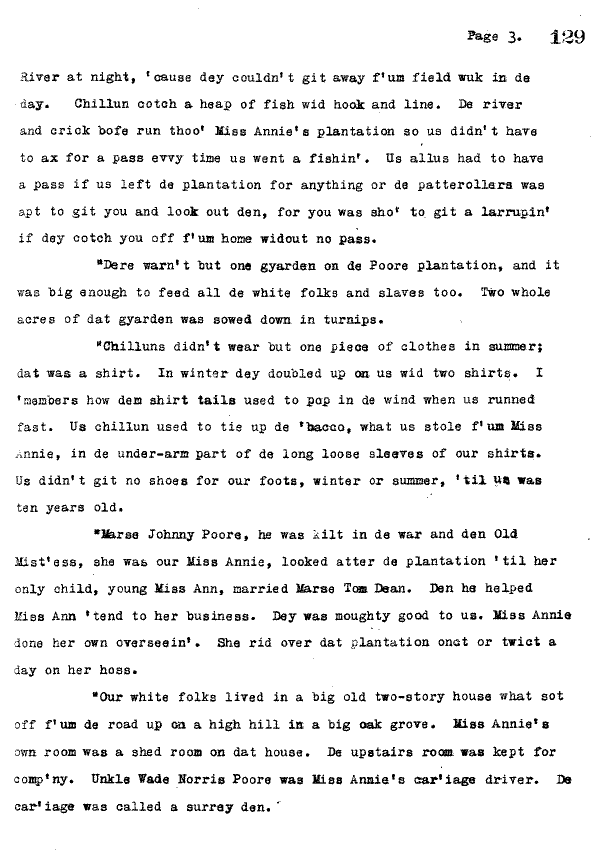 Page 3. 129
River at night, 'cause dey couldn't git away f'um field wuk in de
day. Chillun cotch a heap of fish wid hook and line. De river
and crick bofe run thoo' Miss Annie's plantation so us didn't have
to ax for a pass evvy time us went a fishin'. Us allus had to have
a pass if us left de plantation for anything or de patterollers was
apt to git you and look out den, for you was sho' to git a larrupin'
if dey cotch you off f'um home widout no pass.
"Dere warn't but one gyarden on de Poore plantation, and it
was big enough to feed all de white folks and slaves too. Two whole
acres of dat gyarden was sowed down in turnips.
"Chilluns didn't wear but one piece of clothes in summer;
dat was a shirt. In winter dey doubled up on us wid two shirts. I
'members how dem shirt tails used to pop in de wind when us runned
fast. Us chillun used to tie up de 'bacco, what us stole f'um Miss
Annie, in de under-arm part of de long loose sleeves of our shirts.
Us didn't git no shoes for our foots, winter or summer, 'til us was
ten years old.
"Marse Johnny Poore, he was kilt in de war and den Old
Mist'ess, she was our Miss Annie, looked atter de plantation 'til her
only child, young Miss Ann, married Marse Tom Dean. Den he helped
Miss Ann 'tend to her business. Dey was moughty good to us. Miss Annie
done her own overseein'. She rid over dat plantation onct or twict a
day on her hoss.
"Our white folks lived in a big old two-story house what sot
off f'um de road up on a high hill in a big oak grove. Miss Annie's
own room was a shed room on dat house. De upstairs room was kept for
comp'ny. Unkle Wade Norris Poore was Miss Annie's car'iage driver. De
car'iage was called a surrey den.